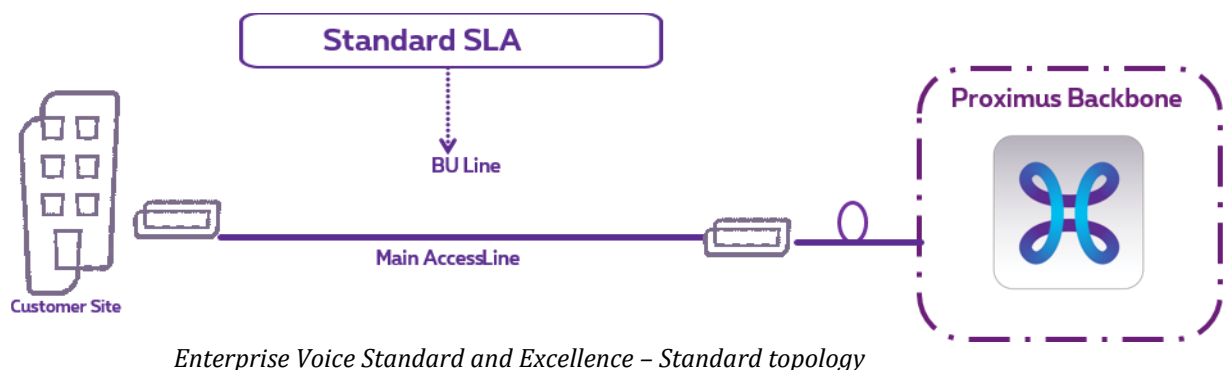 Standard SLA
Proximus Backbone
BU Line
Main AccessLine
Customer Site
Enterprise Voice Standard and Excellence – Standard topology